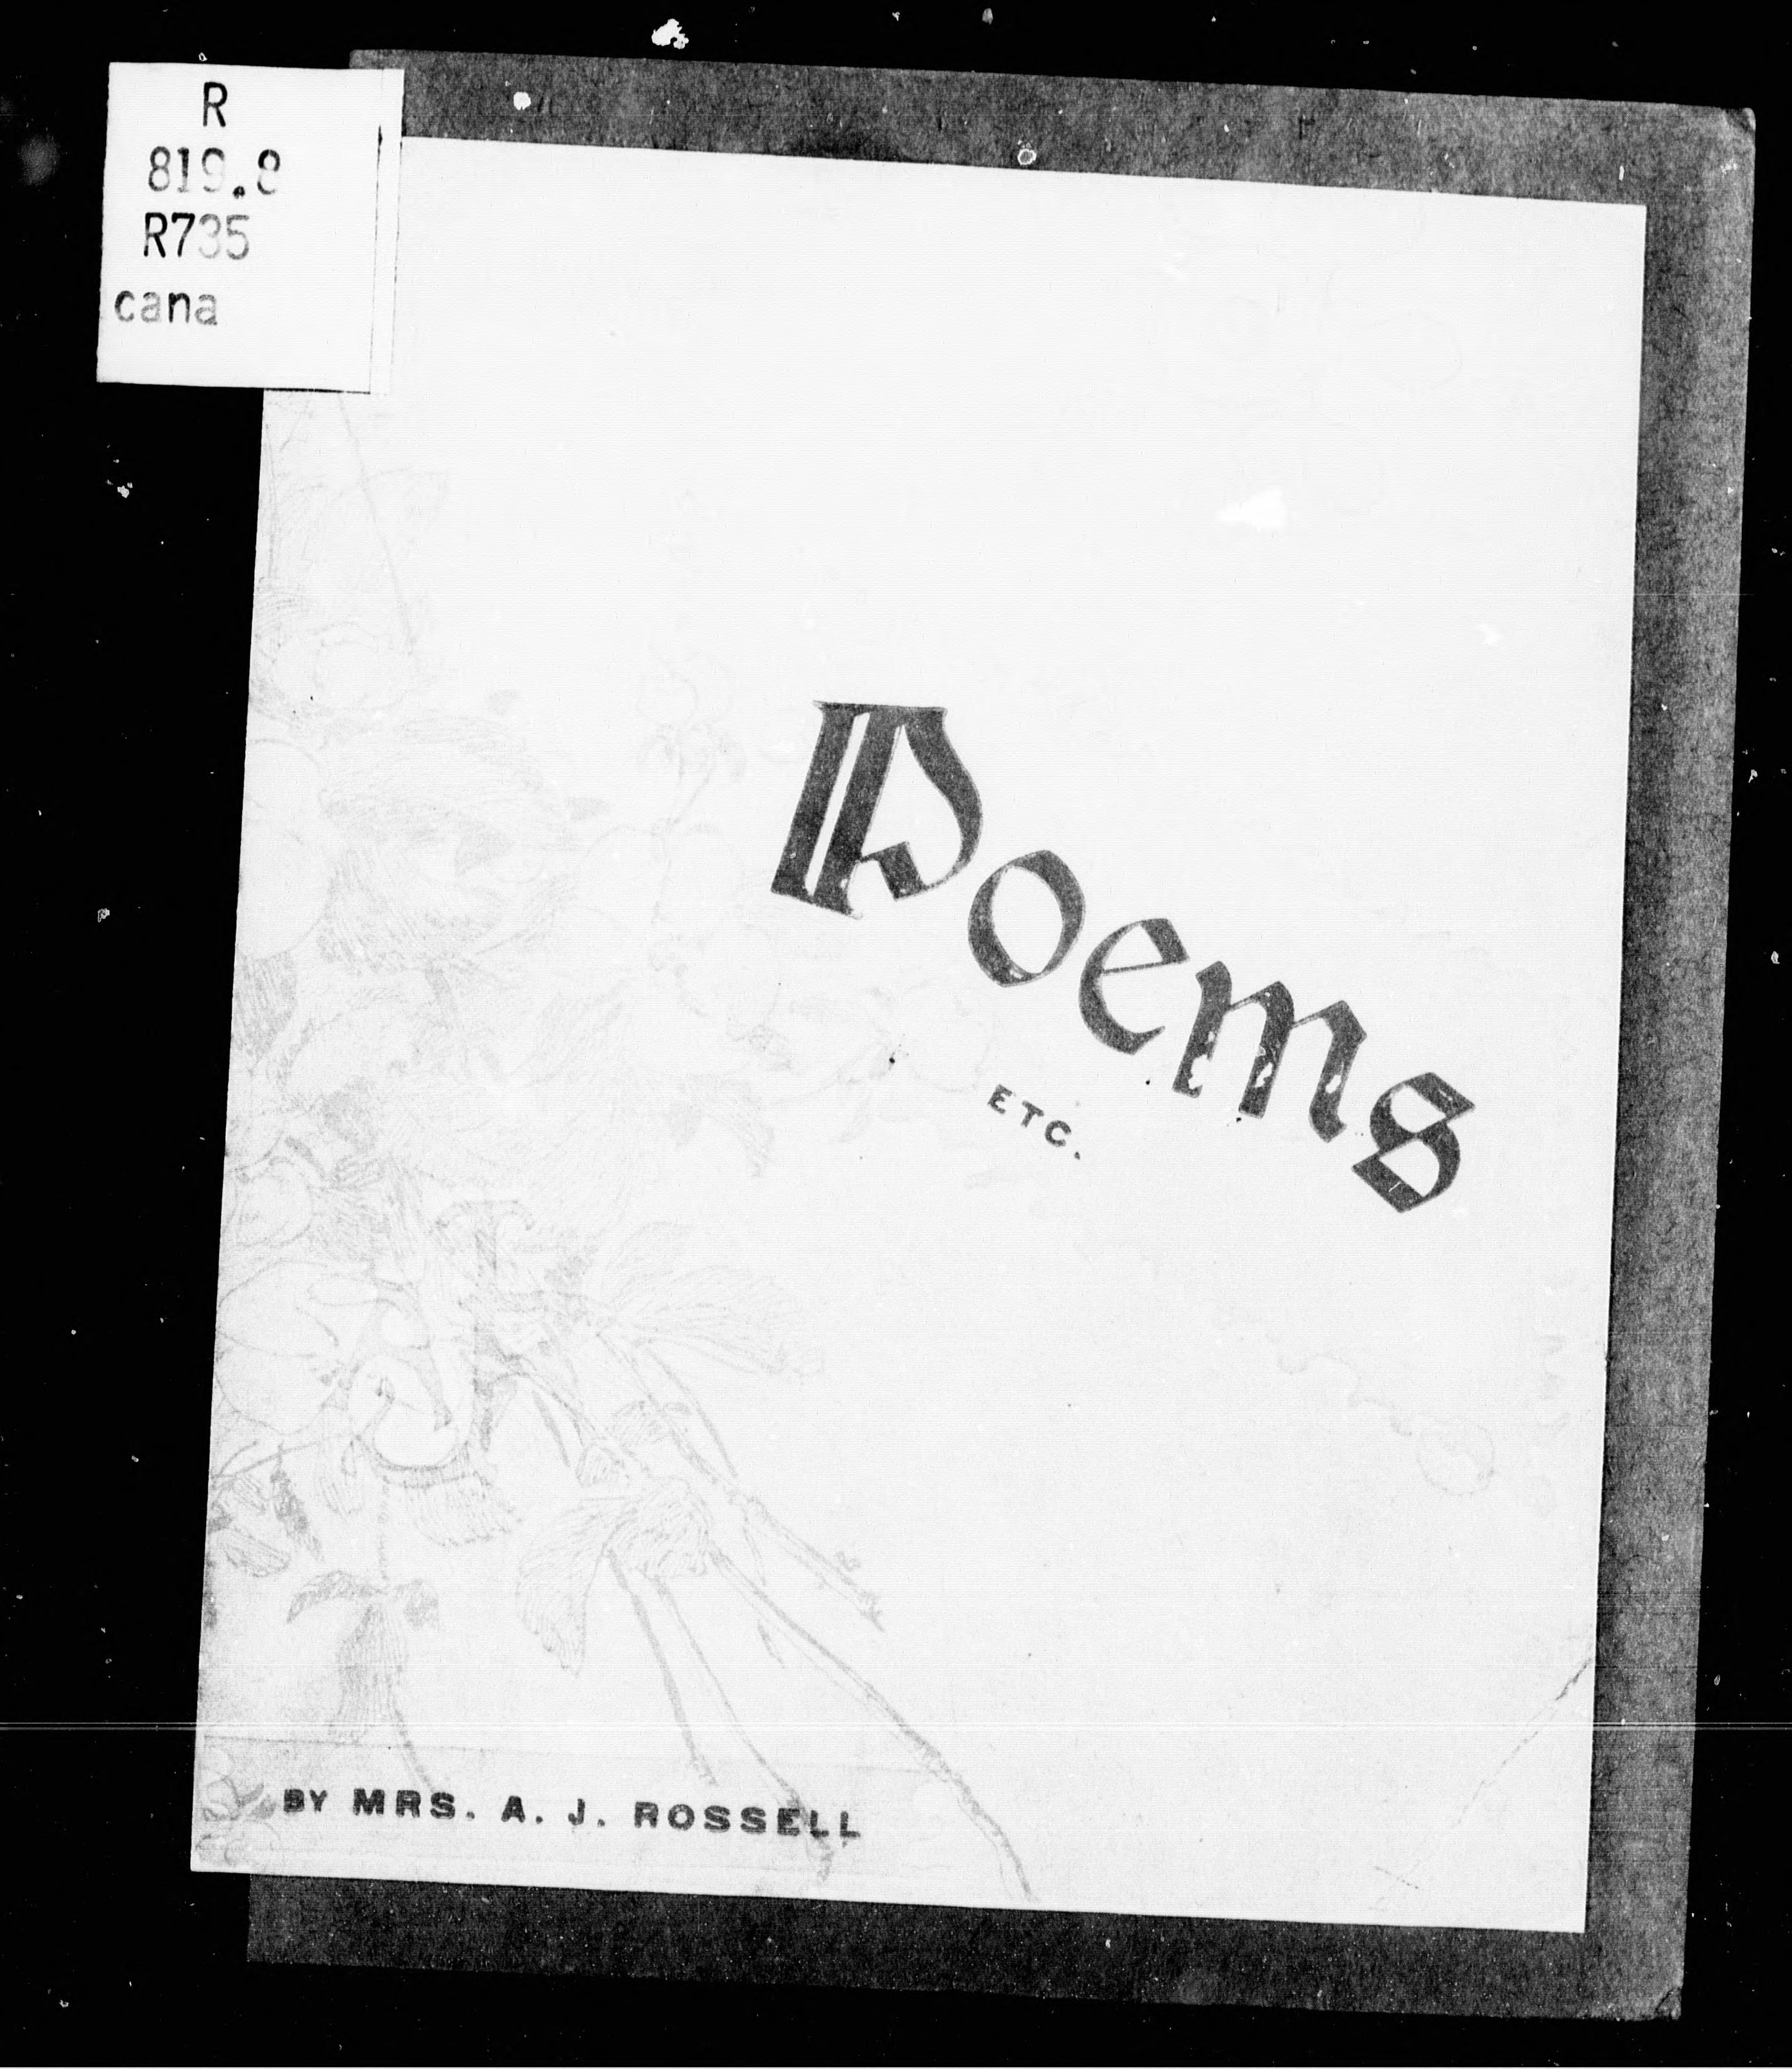 R
819.8
R735
cana
Poems
ETC.
BY MRS. A. J. ROSSELL